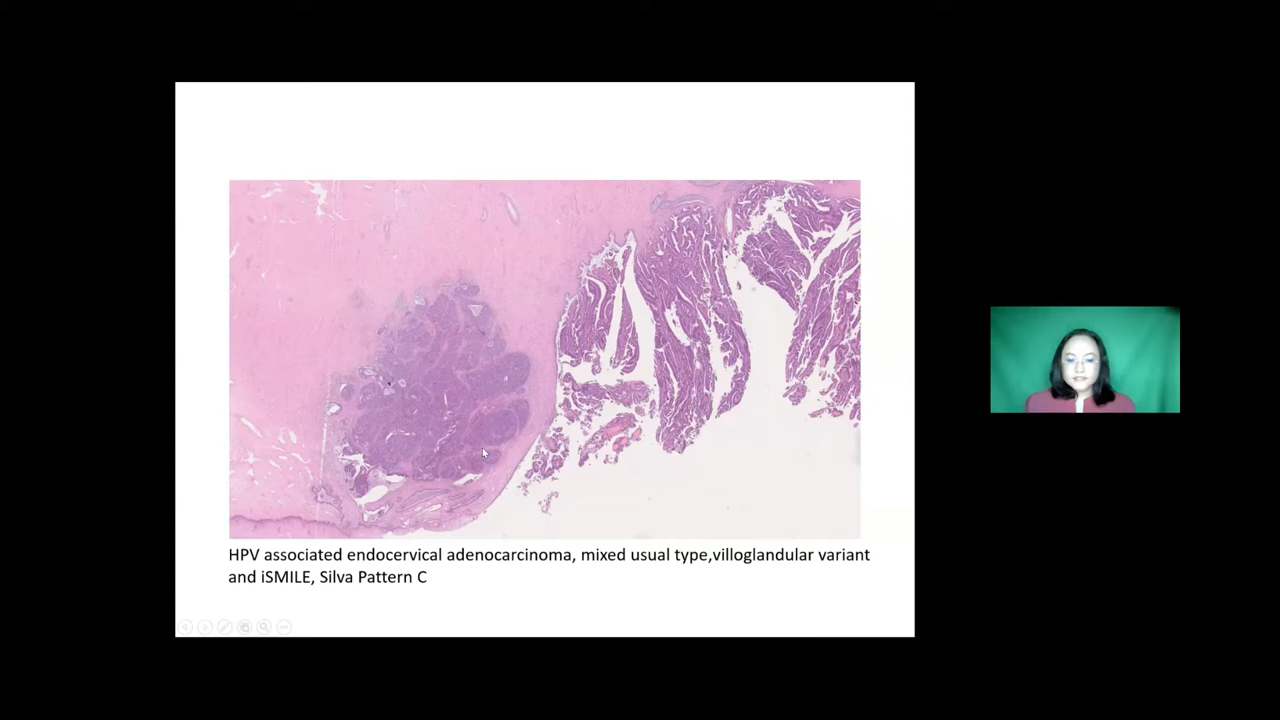 HPV associated endocervical adenocarcinoma, mixed usual type,villoglandular variant
and iSMILE, Silva Pattern C